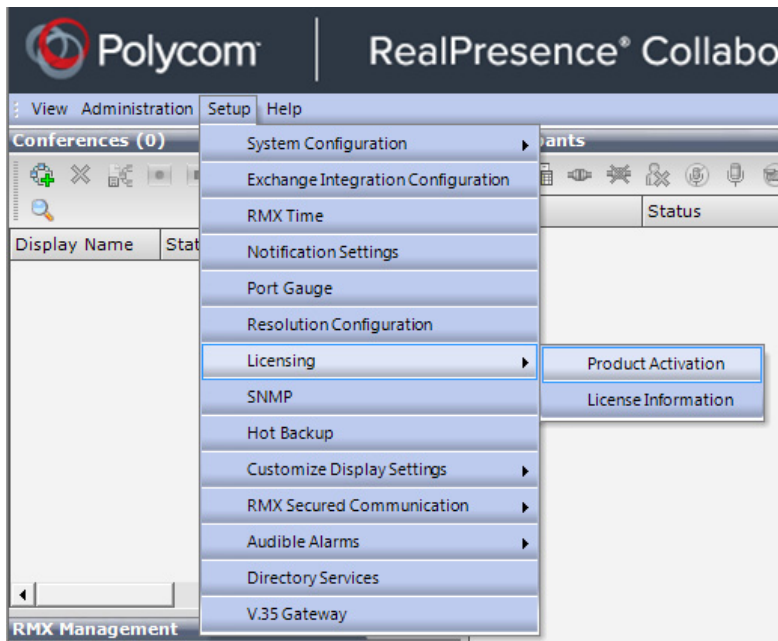 Polycom RealPresence® Collabo
View Administration Setup Help
Conferences (0) ants
Display Name Stat Status
System Configuration
Exchange Integration Configuration
RMX Time
Notification Settings
Port Gauge
Resolution Configuration
Licensing
Product Activation
License Information
SNMP
Hot Backup
Customize Display Settings
RMX Secured Communication
Audible Alarms
Directory Services
V.35 Gateway
RMX Management